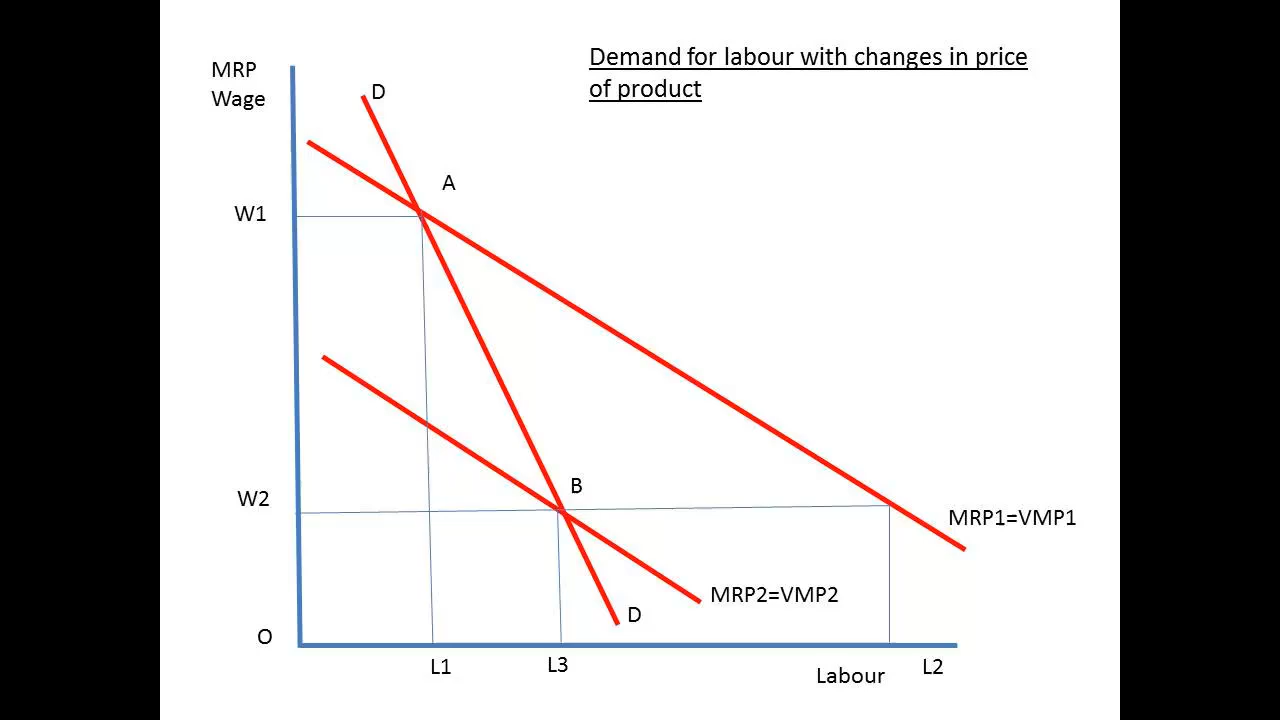 Demand for labour with changes in price
of product
MRP
Wage
D
A
W1
B
W2
MRP1=VMP1
MRP2=VMP2
D
O
L1
L3
Labour
L2